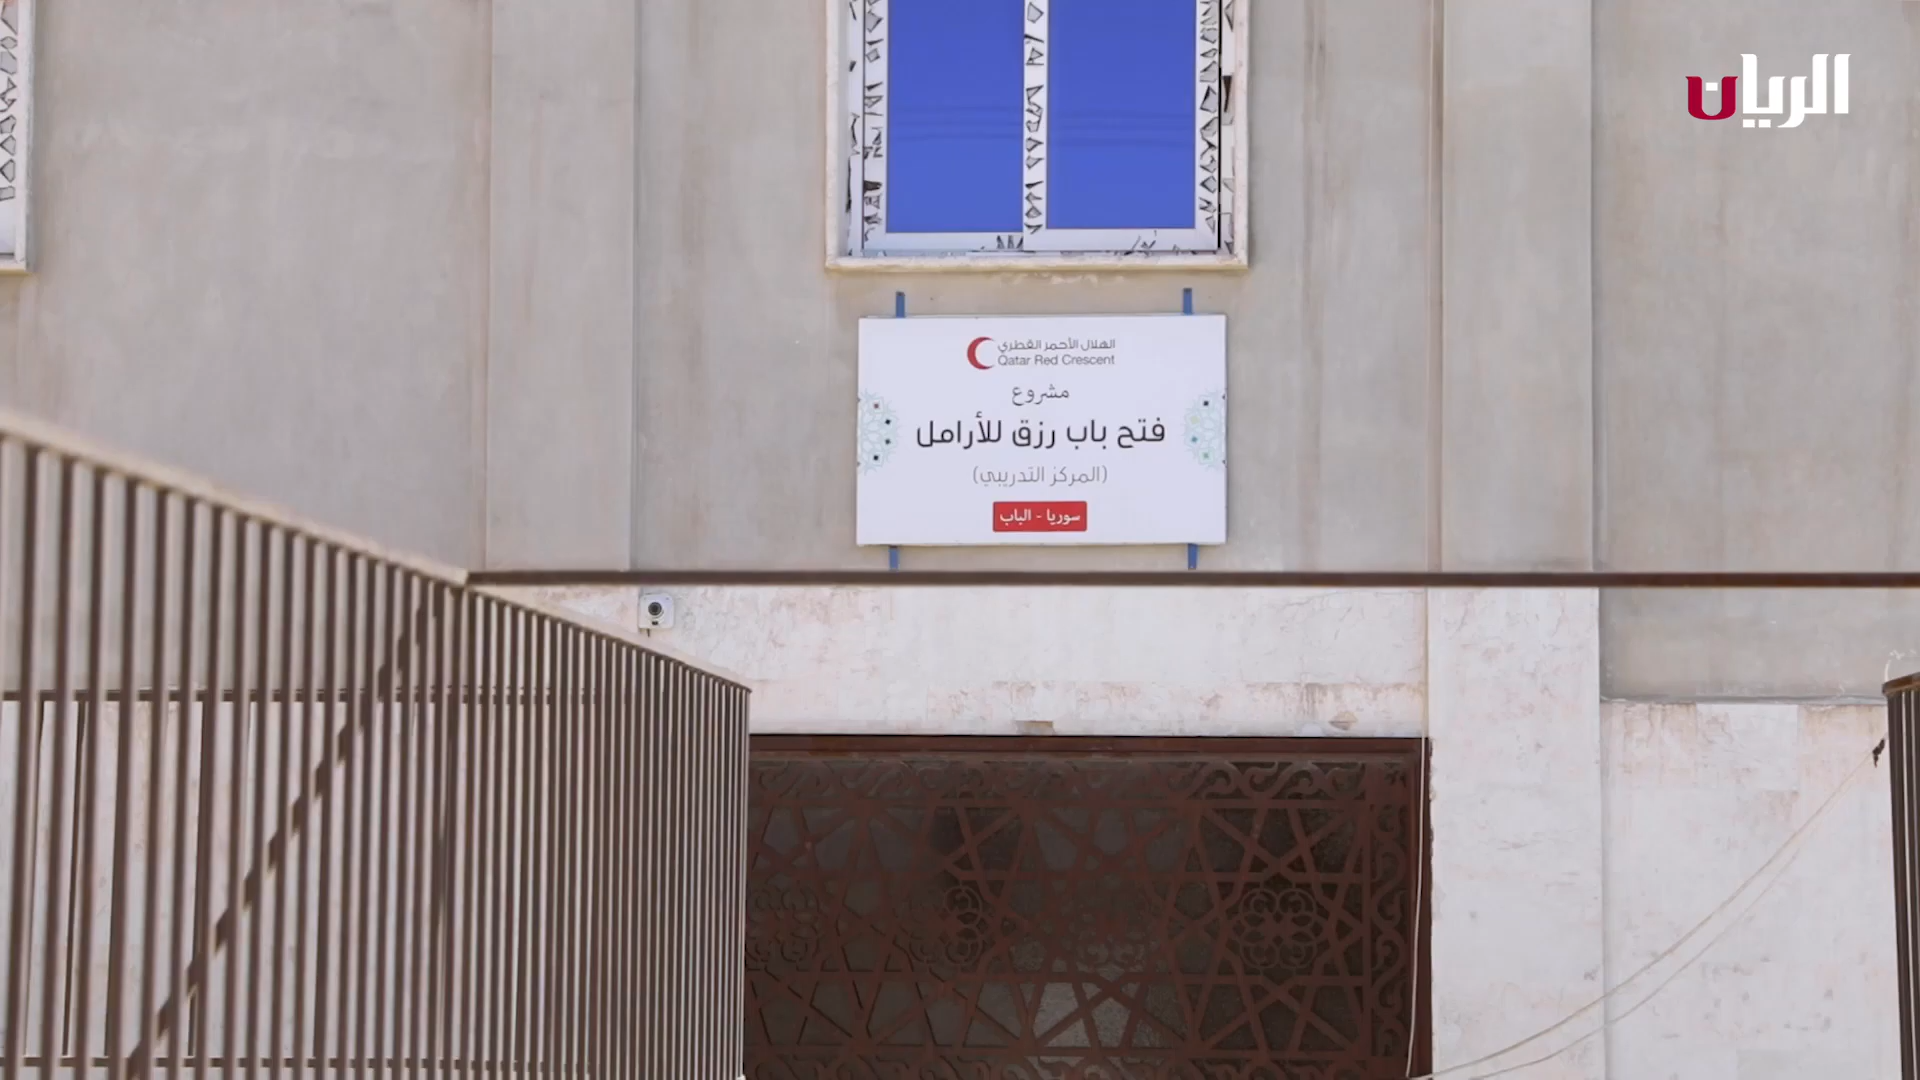 الريان
الهلال الأحمر القطري
Qatar Red Crescent
مشروع
فتح باب رزق للأرامل
(المركز التدريبي)
سوريا - الباب